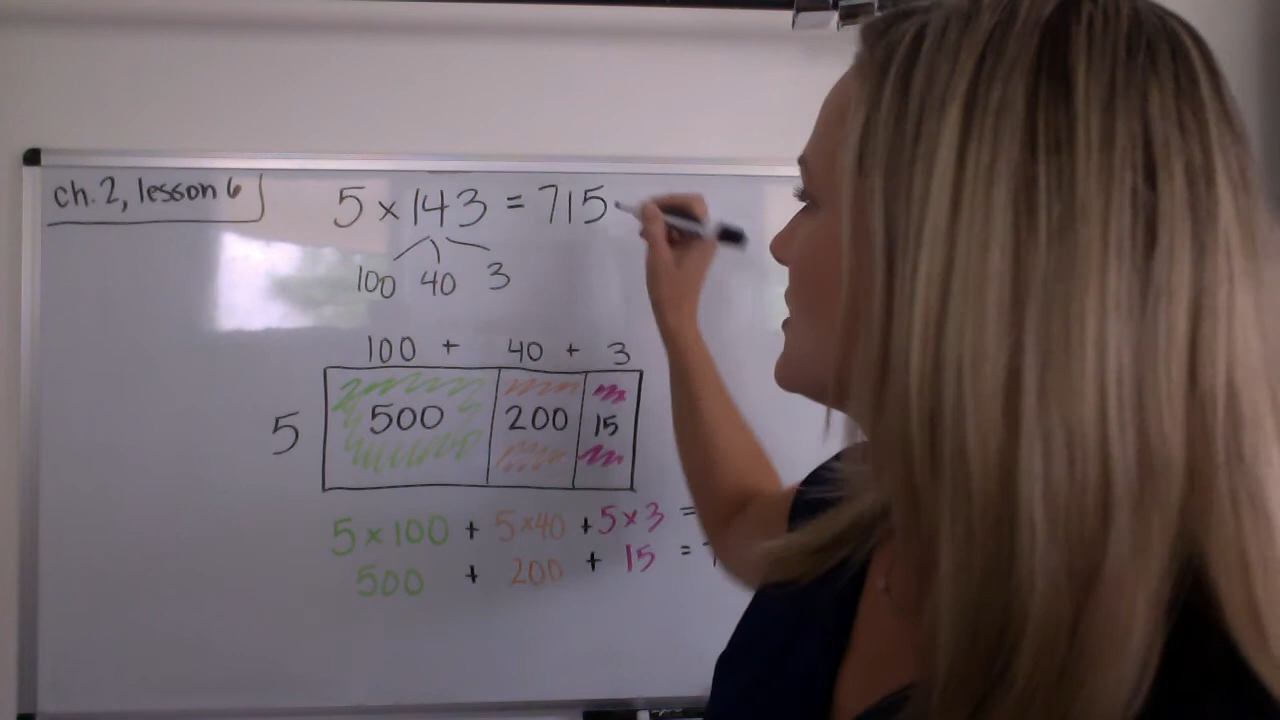 ch. 2, lesson 6
5 × 143 = 715
100 40 3
100 + 40 + 3
5 500 200 15
5 × 100 + 5 × 40 + 5 × 3 =
500 + 200 + 15 =